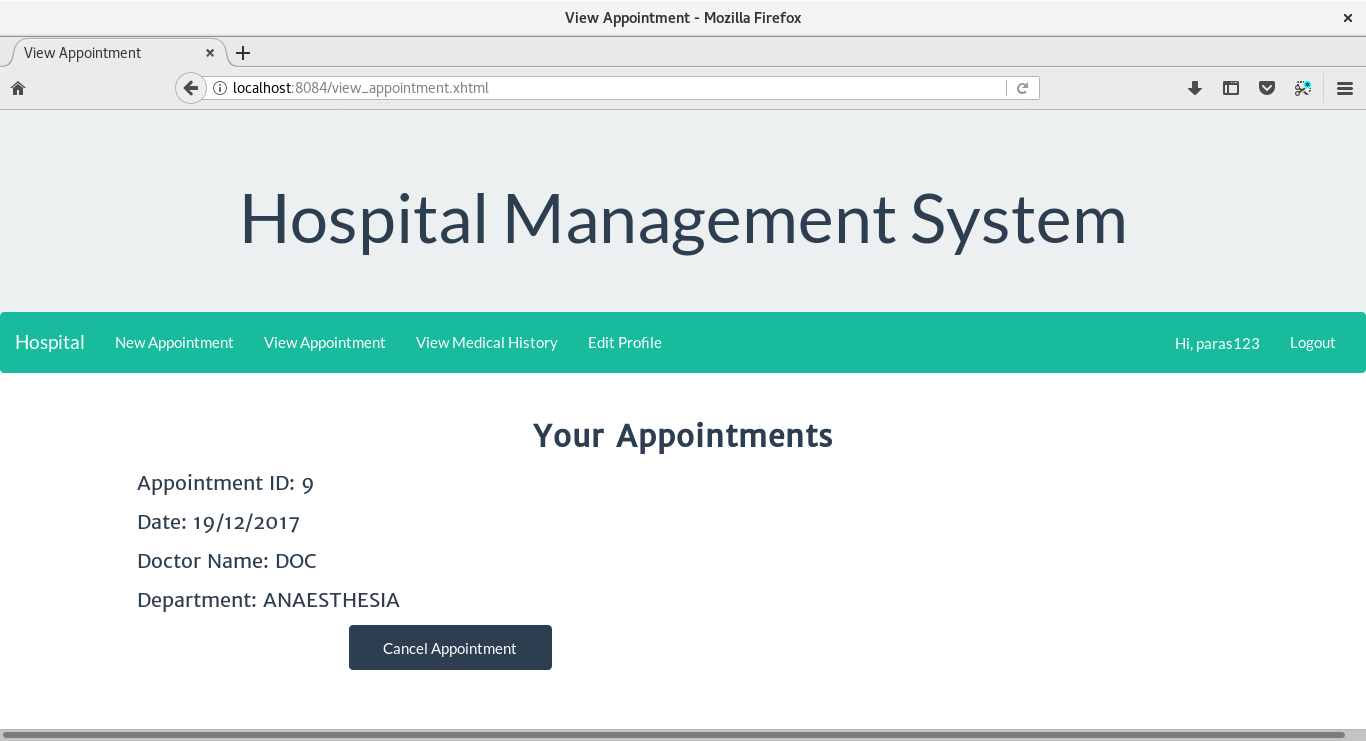 View Appointment - Mozilla Firefox
View Appointment
localhost:8084/view_appointment.xhtml
Hospital Management System
Hospital New Appointment View Appointment View Medical History Edit Profile Hi, paras123 Logout
Your Appointments
Appointment ID: 9
Date: 19/12/2017
Doctor Name: DOC
Department: ANAESTHESIA
Cancel Appointment